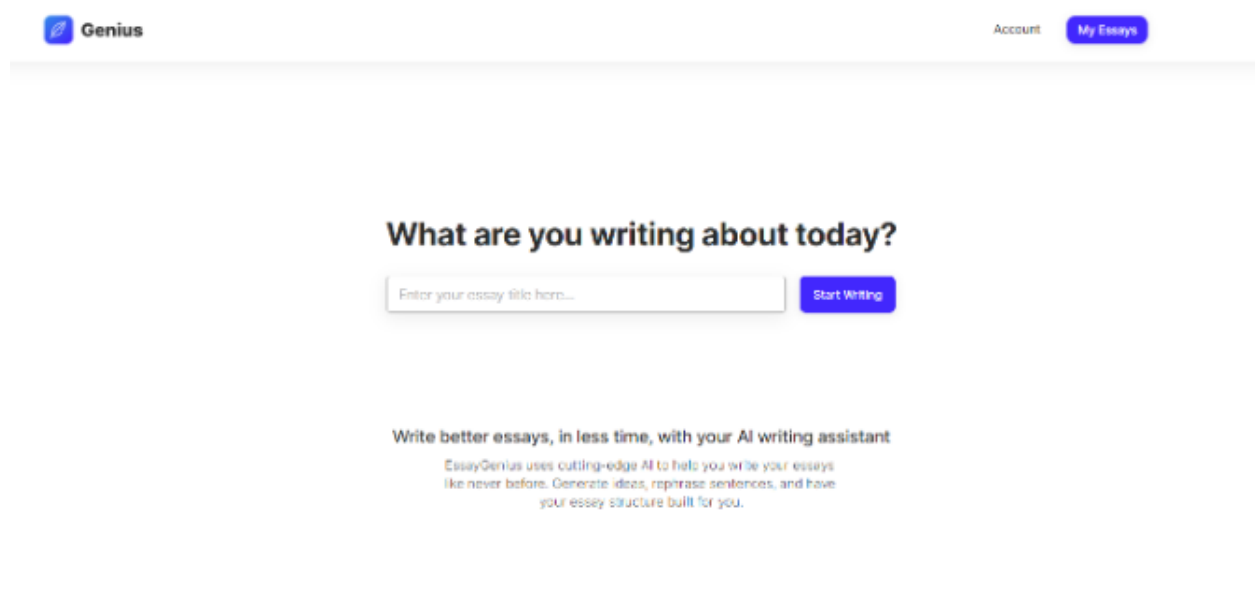 Genius
Account
My Essays
What are you writing about today?
Enter your essay title here...
Start Writing
Write better essays, in less time, with your AI writing assistant
EssayGenius uses cutting-edge AI to help you write your essays
like never before. Generate ideas, rephrase sentences, and have
your essay structure built for you.